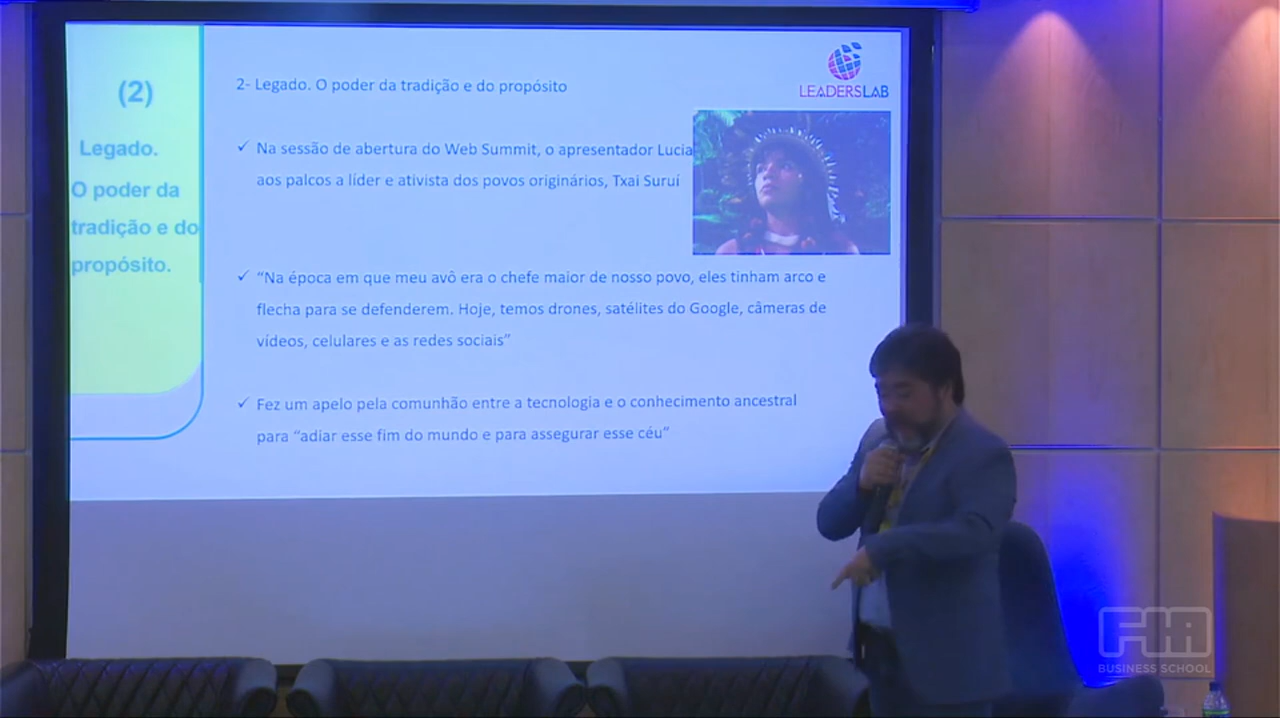 (2)
Legado.
O poder da
tradição e do
propósito.
2- Legado. O poder da tradição e do propósito
LEADERSLAB
✓ Na sessão de abertura do Web Summit, o apresentador Lucia
aos palcos a líder e ativista dos povos originários, Txai Suruí
✓ “Na época em que meu avô era o chefe maior de nosso povo, eles tinham arco e
flecha para se defenderem. Hoje, temos drones, satélites do Google, câmeras de
vídeos, celulares e as redes sociais”
✓ Fez um apelo pela comunhão entre a tecnologia e o conhecimento ancestral
para “adiar esse fim do mundo e para assegurar esse céu”
FIA
BUSINESS SCHOOL